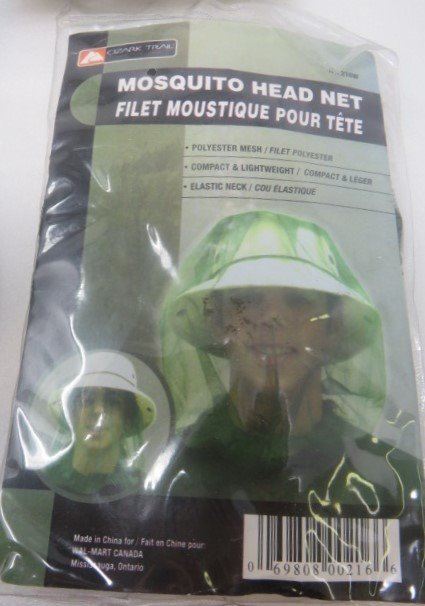 OZARK TRAIL
MOSQUITO HEAD NET
FILET MOUSTIQUE POUR TÊTE
• POLYESTER MESH / FILET POLYESTER
• COMPACT & LIGHTWEIGHT / COMPACT & LÉGER
• ELASTIC NECK / COU ÉLASTIQUE
Made in China for / Fait en Chine pour:
WAL-MART CANADA
Mississauga, Ontario
0 69808 00216 6